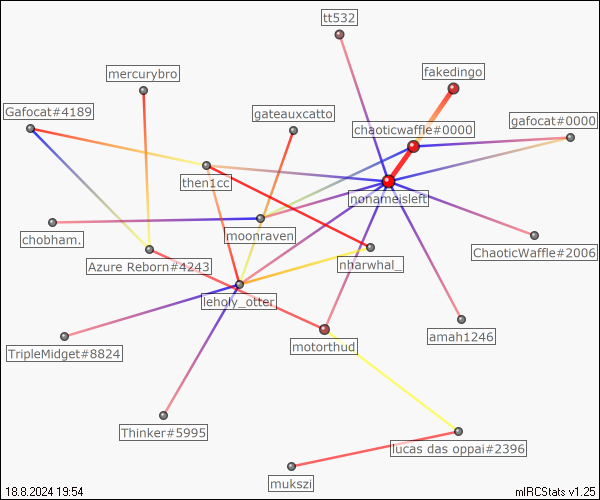 tt532
mercurybro
fakedingo
Gafocat#4189
gateauxcatto
gafocat#0000
chaoticwaffle#0000
then1cc
nonameisleft
chobham.
moonraven
ChaoticWaffle#2006
Azure Reborn#4243
nharwhal_
leholy_otter
TripleMidget#8824
motorthud
amah1246
Thinker#5995
lucas das oppai#2396
mukszi
18.8.2024 19:54
mIRCStats v1.25